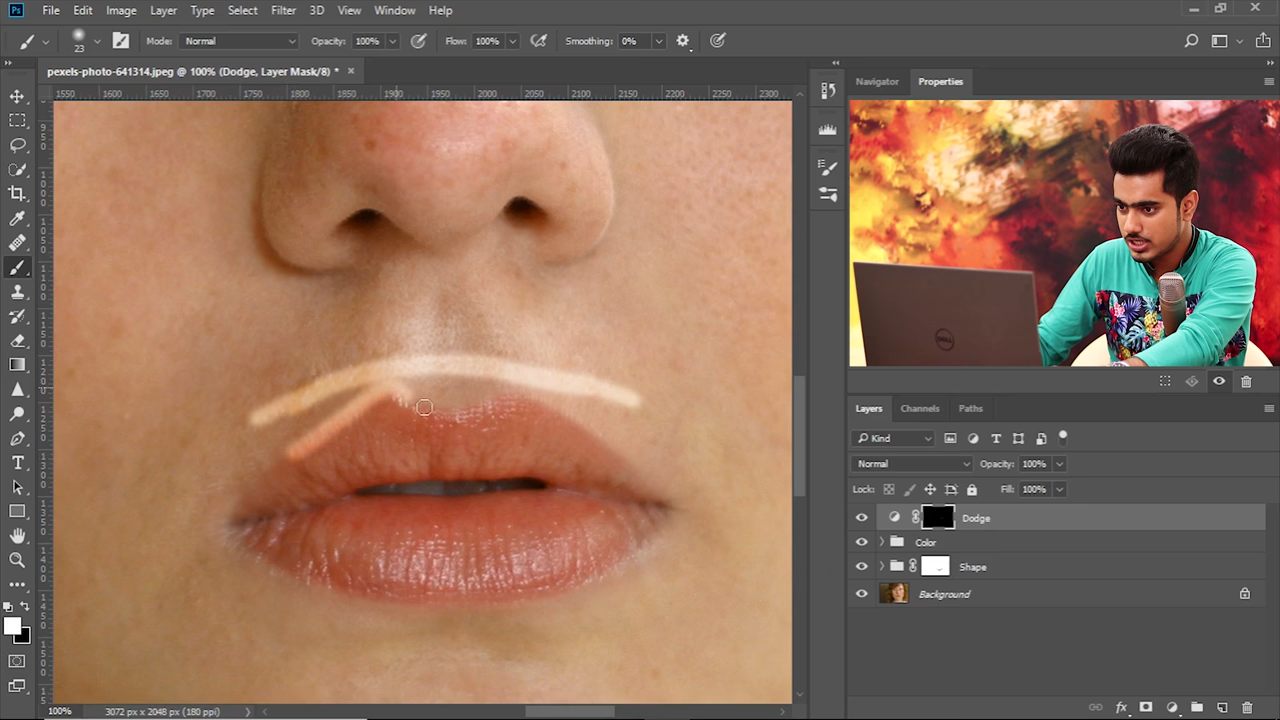 Ps File Edit Image Layer Type Select Filter 3D View Window Help
23 Mode: Normal Opacity: 100% Flow: 100% Smoothing: 0%
pexels-photo-641314.jpeg @ 100% (Dodge, Layer Mask/8) * ×
Navigator Properties
1550 1600 1650 1700 1750 1800 1850 1900 1950 2000 2050 2100 2150 2200 2250 2300
DELL
Layers Channels Paths
Kind
Normal Opacity: 100%
Lock: Fill: 100%
Dodge
Color
Shape
Background
100% 3072 px x 2048 px (180 ppi)